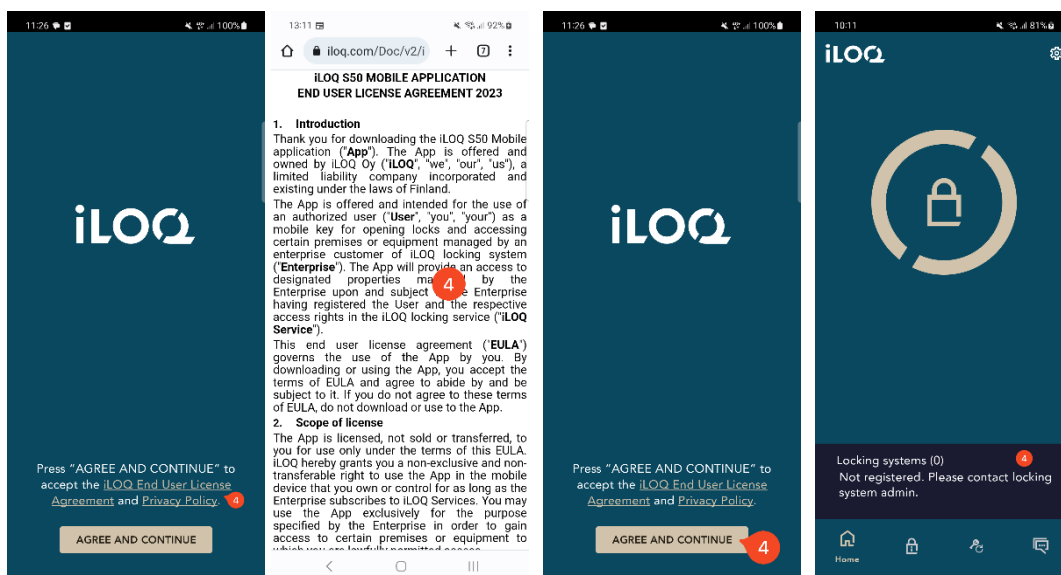 11:26
100%
iLOQ
Press "AGREE AND CONTINUE" to
accept the iLOQ End User License
Agreement and Privacy Policy.
4
AGREE AND CONTINUE
13:11
92%
iloq.com/Doc/v2/i
7
iLOQ S50 MOBILE APPLICATION
END USER LICENSE AGREEMENT 2023
1. Introduction
Thank you for downloading the iLOQ S50 Mobile
application ("App"). The App is offered and
owned by iLOQ Oy ("iLOQ", "we", "our", "us"), a
limited liability company incorporated and
existing under the laws of Finland.
The App is offered and intended for the use of
an authorized user ("User", "you", "your") as a
mobile key for opening locks and accessing
certain premises or equipment managed by an
enterprise customer of iLOQ locking system
("Enterprise"). The App will provide an access to
designated properties by the
4
Enterprise upon and subject Enterprise
having registered the User and the respective
access rights in the iLOQ locking service ("iLOQ
Service").
This end user license agreement ("EULA")
governs the use of the App by you. By
downloading or using the App, you accept the
terms of EULA and agree to abide by and be
subject to it. If you do not agree to these terms
of EULA, do not download or use to the App.
2. Scope of license
The App is licensed, not sold or transferred, to
you for use only under the terms of this EULA.
iLOQ hereby grants you a non-exclusive and non-
transferable right to use the App in the mobile
device that you own or control for as long as the
Enterprise subscribes to iLOQ Services. You may
use the App exclusively for the purpose
specified by the Enterprise in order to gain
access to certain premises or equipment to
which you are lawfully permitted access.
11:26
100%
iLOQ
Press "AGREE AND CONTINUE" to
accept the iLOQ End User License
Agreement and Privacy Policy.
AGREE AND CONTINUE
4
10:11
81%
iLOQ
Locking systems (0)
4
Not registered. Please contact locking
system admin.
Home